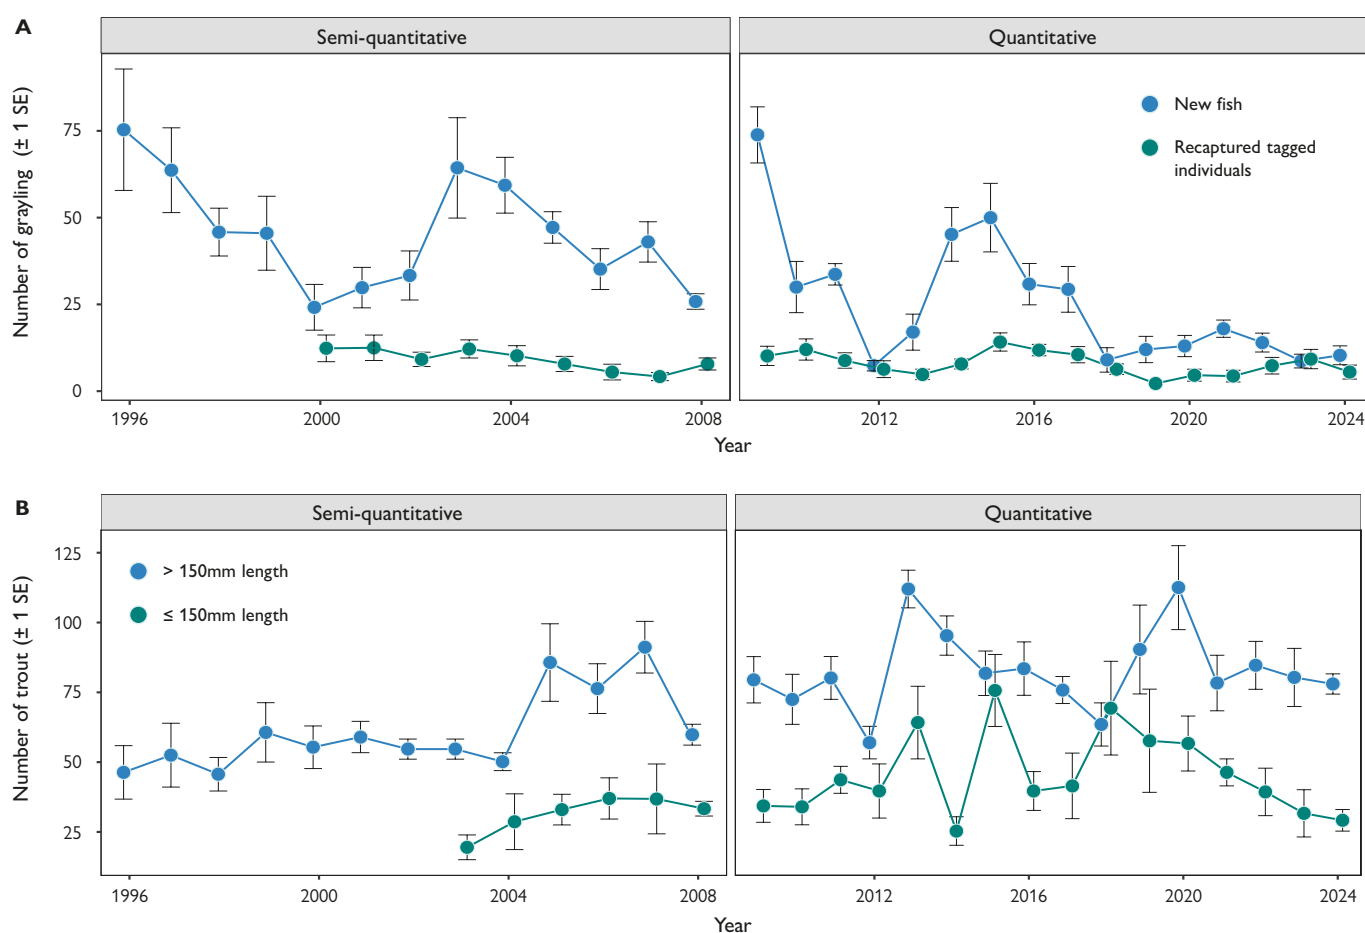 A
Semi-quantitative
Quantitative
Number of grayling (± 1 SE)
75
50
25
0
New fish
Recaptured tagged
individuals
1996
2000
2004
2008
2012
2016
2020
2024
Year
B
Semi-quantitative
Quantitative
Number of trout (± 1 SE)
125
100
75
50
25
> 150mm length
≤ 150mm length
1996
2000
2004
2008
2012
2016
2020
2024
Year